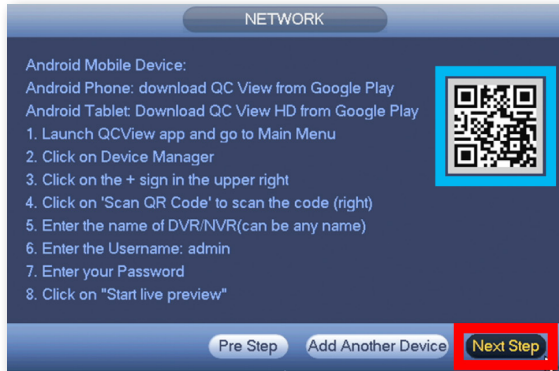 NETWORK
Android Mobile Device:
Android Phone: download QC View from Google Play
Android Tablet: Download QC View HD from Google Play
1. Launch QCView app and go to Main Menu
2. Click on Device Manager
3. Click on the + sign in the upper right
4. Click on 'Scan QR Code' to scan the code (right)
5. Enter the name of DVR/NVR(can be any name)
6. Enter the Username: admin
7. Enter your Password
8. Click on "Start live preview"
Pre Step Add Another Device Next Step